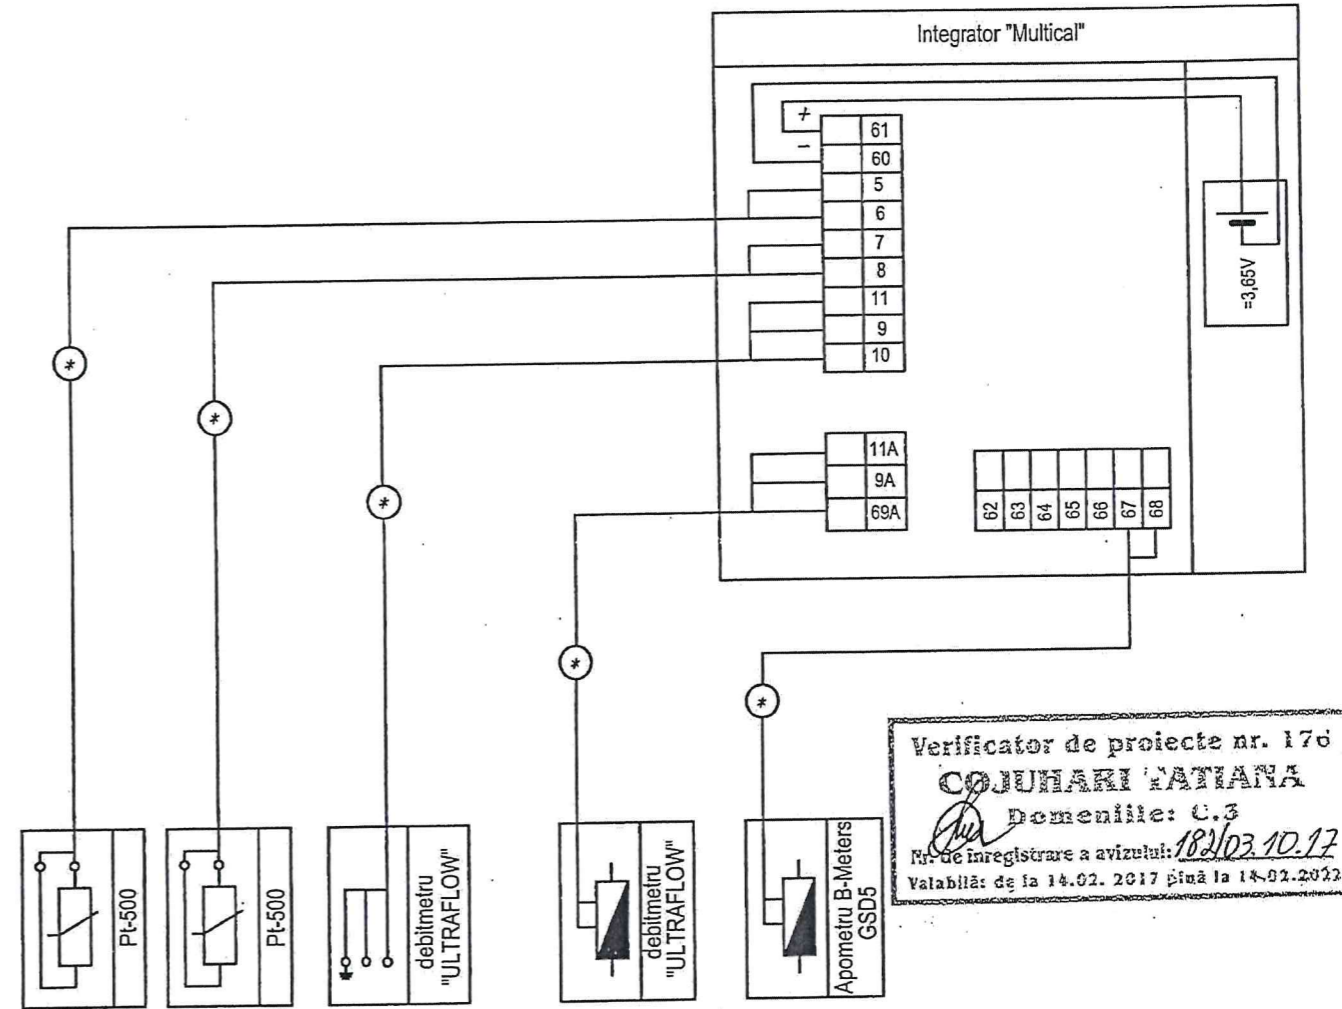 Integrator "Multical"
+
61
−
60
5
6
7
8
11
9
10
=3,65V
11A
9A
69A
62
63
64
65
66
67
68
*
*
*
*
*
Pt-500
Pt-500
debitmetru
"ULTRAFLOW"
debitmetru
"ULTRAFLOW"
Apometru B-Meters
GSD5
Verificator de proiecte nr. 176
COJUHARI TATIANA
Domeniile: C.3
Nr. de înregistrare a avizului: 182/03.10.17
Valabilă: de la 14.02. 2017 pînă la 14.02.2022